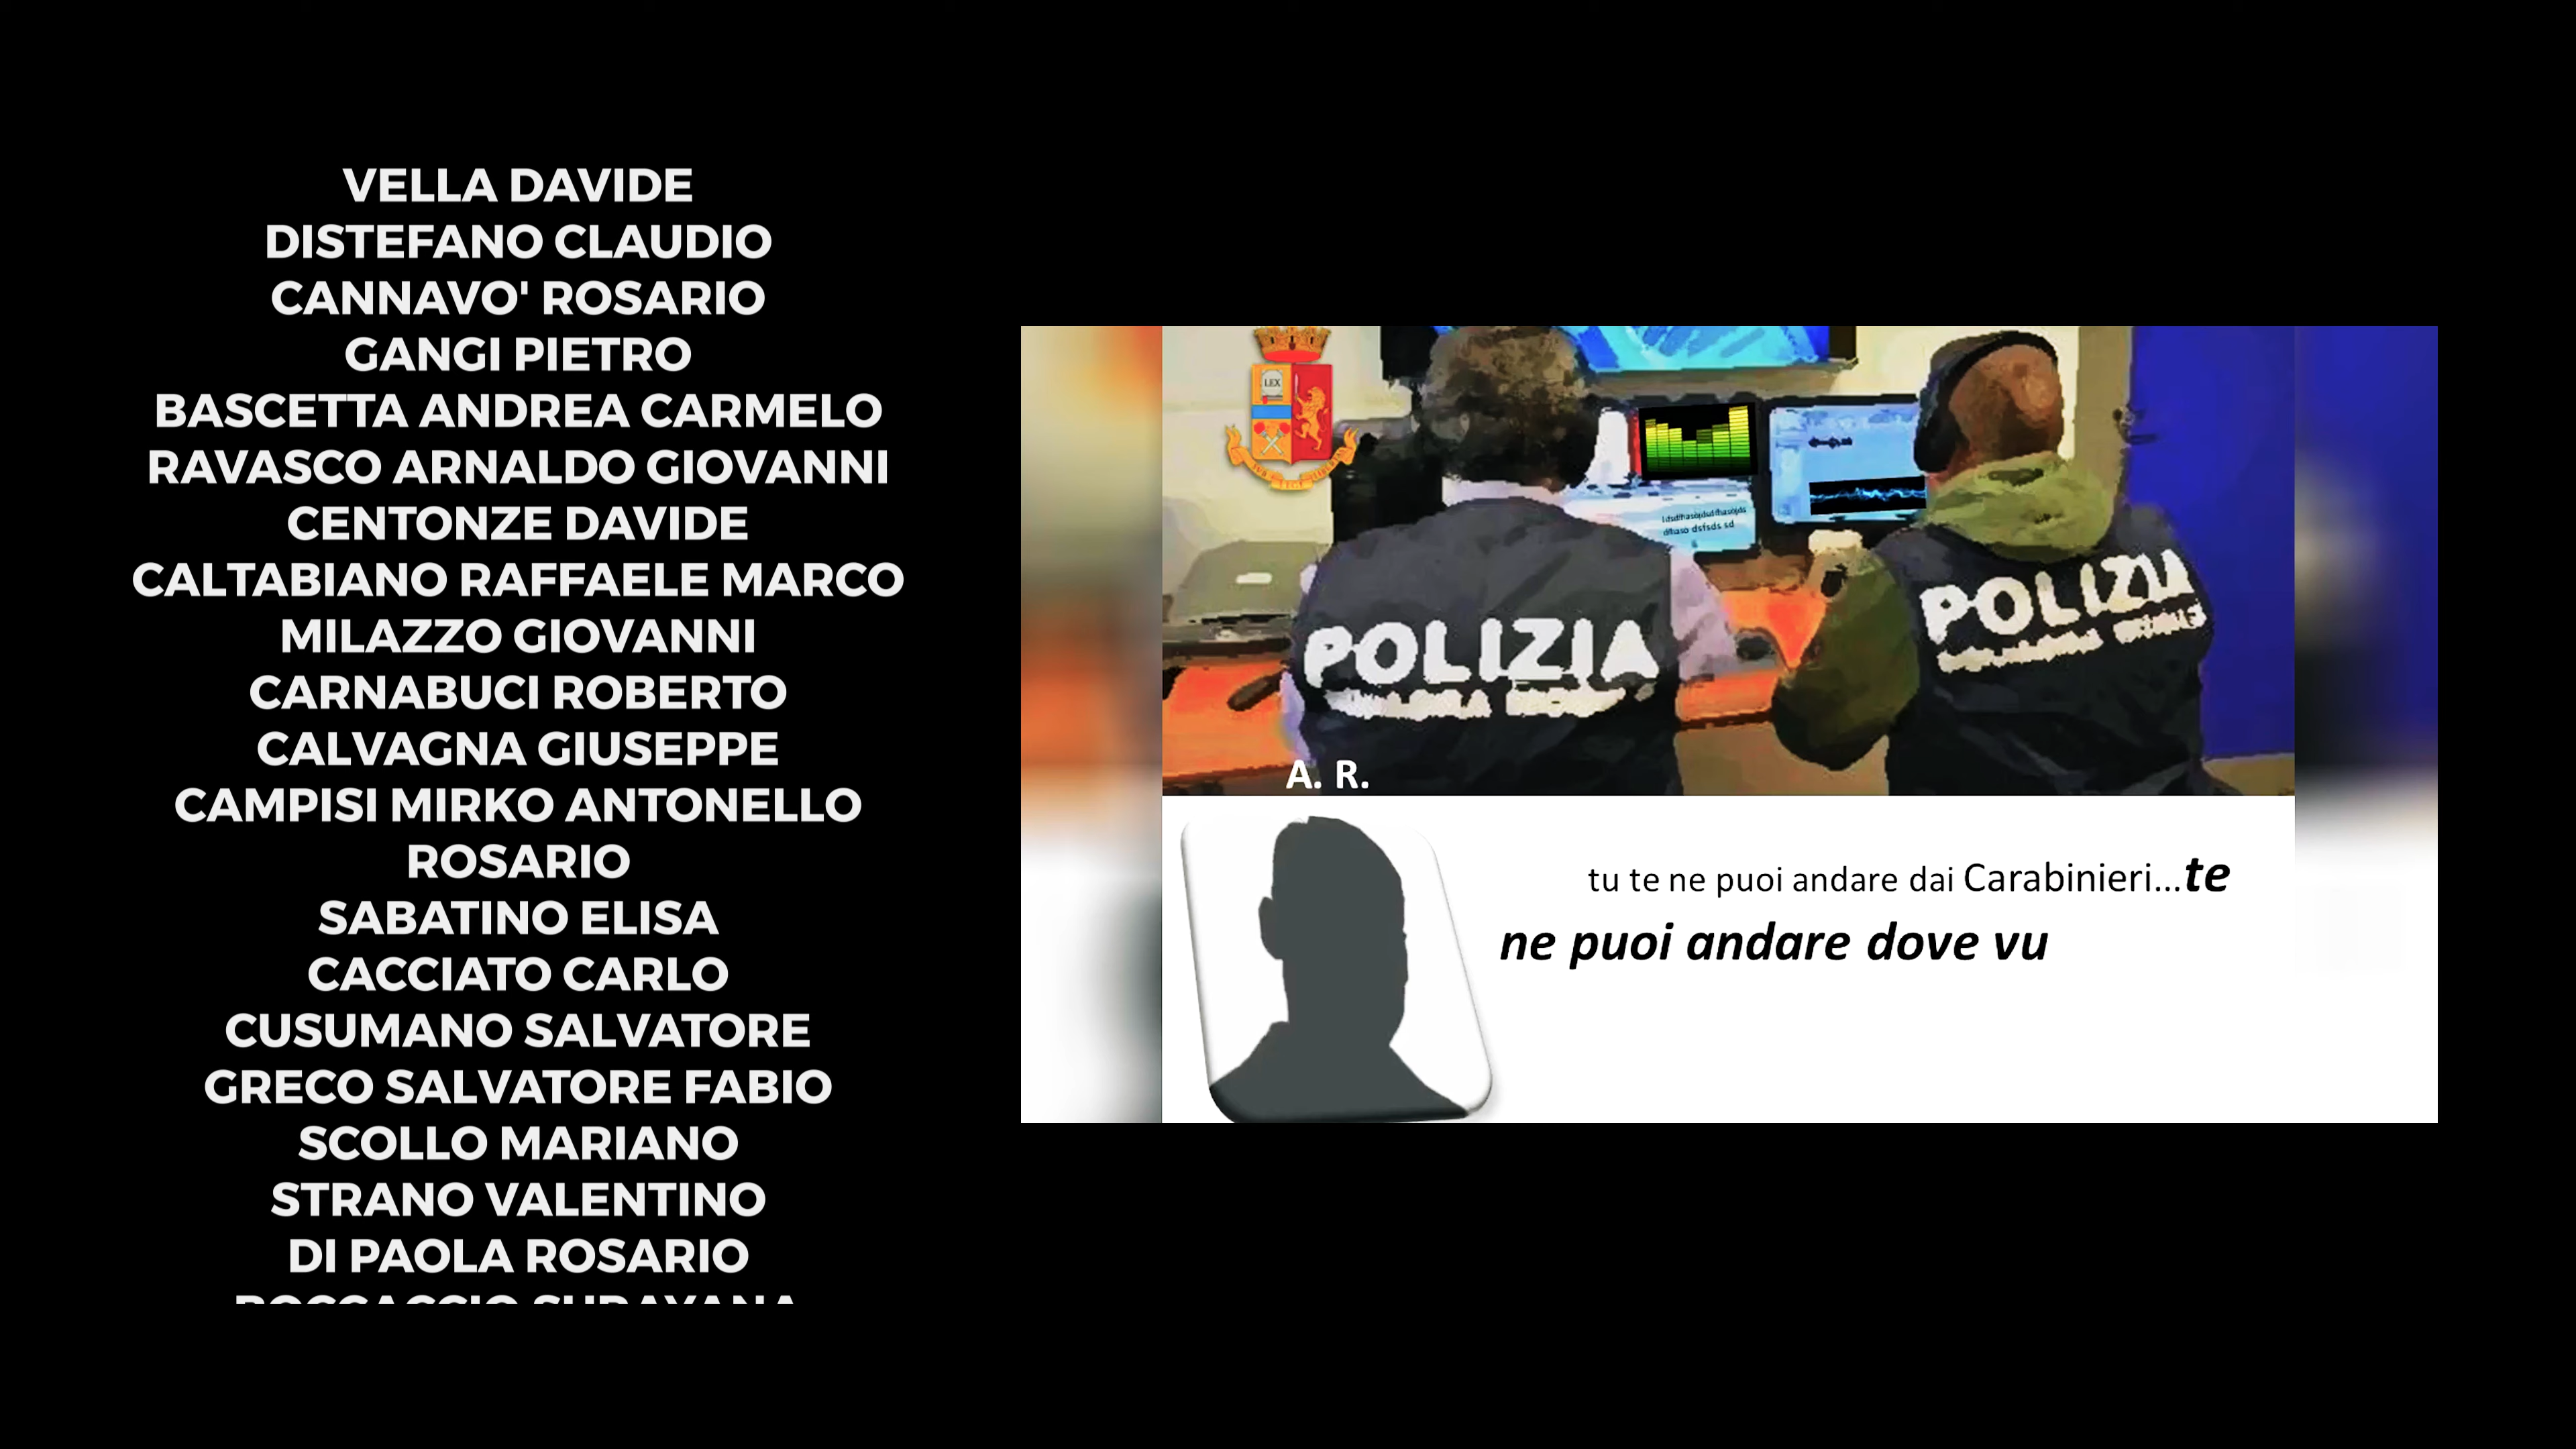 VELLA DAVIDE
DISTEFANO CLAUDIO
CANNAVO' ROSARIO
GANGI PIETRO
BASCETTA ANDREA CARMELO
RAVASCO ARNALDO GIOVANNI
CENTONZE DAVIDE
CALTABIANO RAFFAELE MARCO
MILAZZO GIOVANNI
CARNABUCI ROBERTO
CALVAGNA GIUSEPPE
CAMPISI MIRKO ANTONELLO
ROSARIO
SABATINO ELISA
CACCIATO CARLO
CUSUMANO SALVATORE
GRECO SALVATORE FABIO
SCOLLO MARIANO
STRANO VALENTINO
DI PAOLA ROSARIO
LEX
POLIZIA
POLIZIA
A. R.
tu te ne puoi andare dai Carabinieri...te
ne puoi andare dove vu